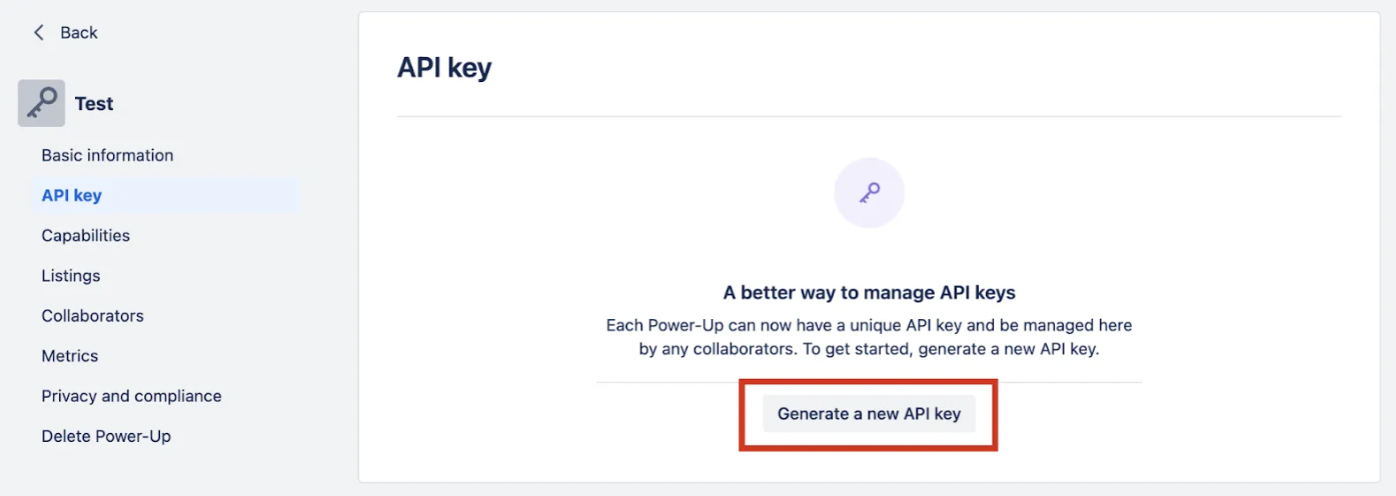 Back
Test
Basic information
API key
Capabilities
Listings
Collaborators
Metrics
Privacy and compliance
Delete Power-Up
API key
A better way to manage API keys
Each Power-Up can now have a unique API key and be managed here
by any collaborators. To get started, generate a new API key.
Generate a new API key